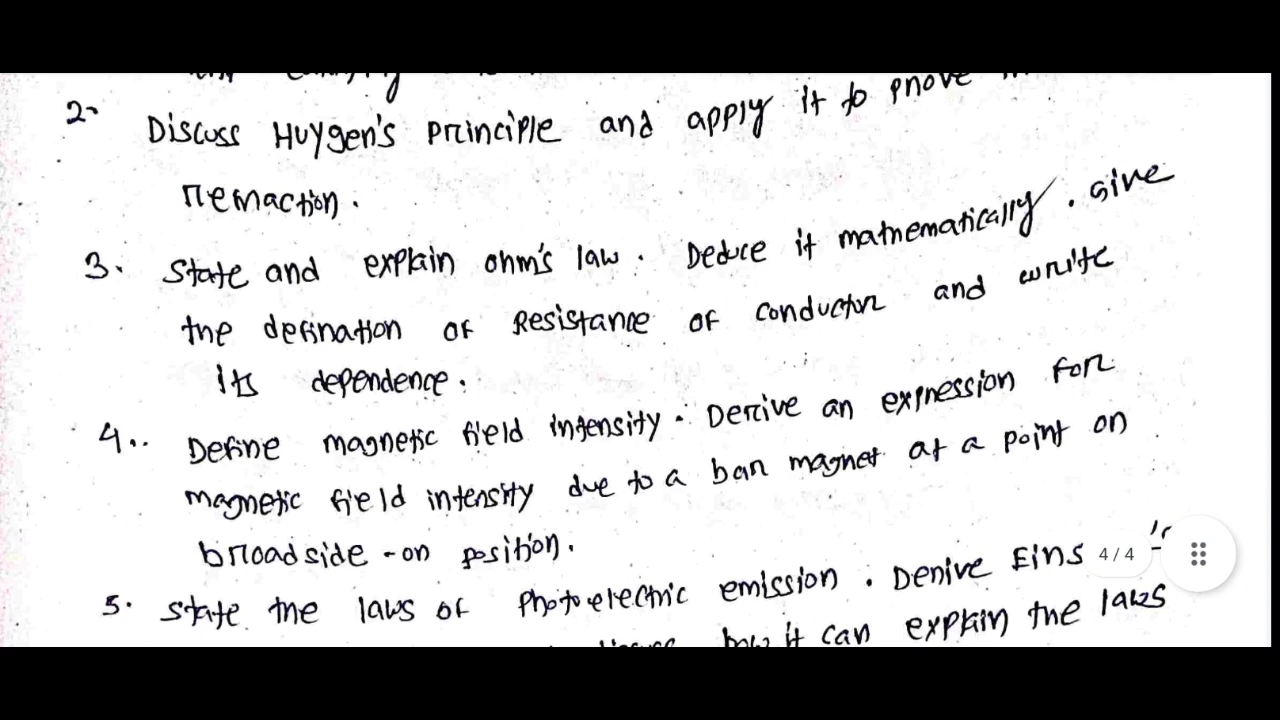 2. Discuss Huygen's Principle and apply it to prove
refraction.
3. State and explain ohm's law. Deduce it mathematically. Give
the defination of Resistance of conductor and write
Its dependence.
4.. Define magnetic field intensity. Derive an expression for
magnetic field intensity due to a bar magnet at a point on
broadside-on position.
5. State the laws of Photoelectric emission. Derive Eins
4/4
how it can explain the laws